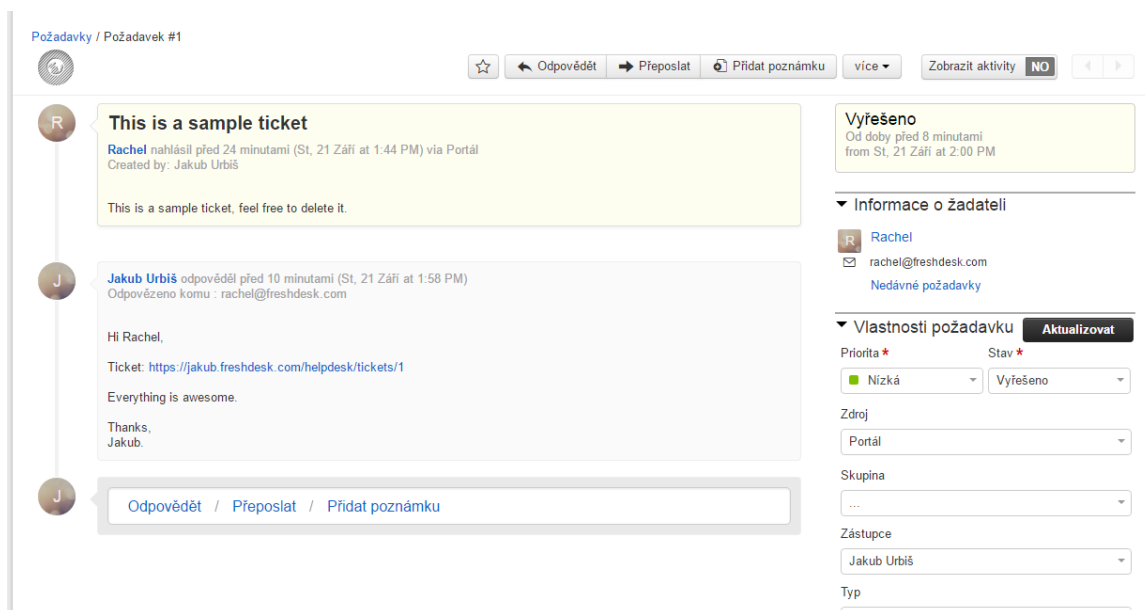 Požadavky / Požadavek #1
Odpovědět Přeposlat Přidat poznámku více Zobrazit aktivity NO
R
This is a sample ticket
Rachel nahlásil před 24 minutami (St, 21 Září at 1:44 PM) via Portál
Created by: Jakub Urbiš
This is a sample ticket, feel free to delete it.
J
Jakub Urbiš odpověděl před 10 minutami (St, 21 Září at 1:58 PM)
Odpovězeno komu : rachel@freshdesk.com
Hi Rachel,
Ticket: https://jakub.freshdesk.com/helpdesk/tickets/1
Everything is awesome.
Thanks,
Jakub.
J
Odpovědět / Přeposlat / Přidat poznámku
Vyřešeno
Od doby před 8 minutami
from St, 21 Září at 2:00 PM
Informace o žadateli
R
Rachel
rachel@freshdesk.com
Nedávné požadavky
Vlastnosti požadavku Aktualizovat
Priorita * Stav *
Nízká Vyřešeno
Zdroj
Portál
Skupina
...
Zástupce
Jakub Urbiš
Typ